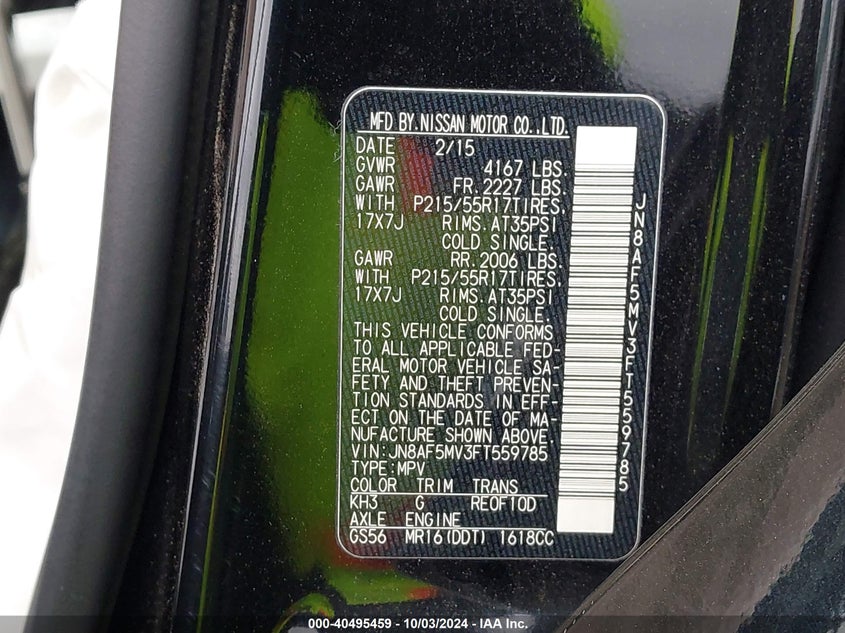 MFD BY.NISSAN MOTOR CO.,LTD.
DATE 2/15
GVWR 4167 LBS.
GAWR FR.2227 LBS.
WITH P215/55R17TIRES,
17X7J RIMS.AT35PSI
COLD SINGLE.
GAWR RR.2006 LBS.
WITH P215/55R17TIRES,
17X7J RIMS.AT35PSI
COLD SINGLE.
THIS VEHICLE CONFORMS
TO ALL APPLICABLE FED-
ERAL MOTOR VEHICLE SA-
FETY AND THEFT PREVEN-
TION STANDARDS IN EFF-
ECT ON THE DATE OF MA-
NUFACTURE SHOWN ABOVE.
VIN:JN8AF5MV3FT559785
TYPE:MPV
COLOR TRIM TRANS
KH3 G RE0F10D
AXLE ENGINE
GS56 MR16(DDT) 1618CC
JN8AF5MV3FT559785
000-40495459 - 10/03/2024 - IAA Inc.